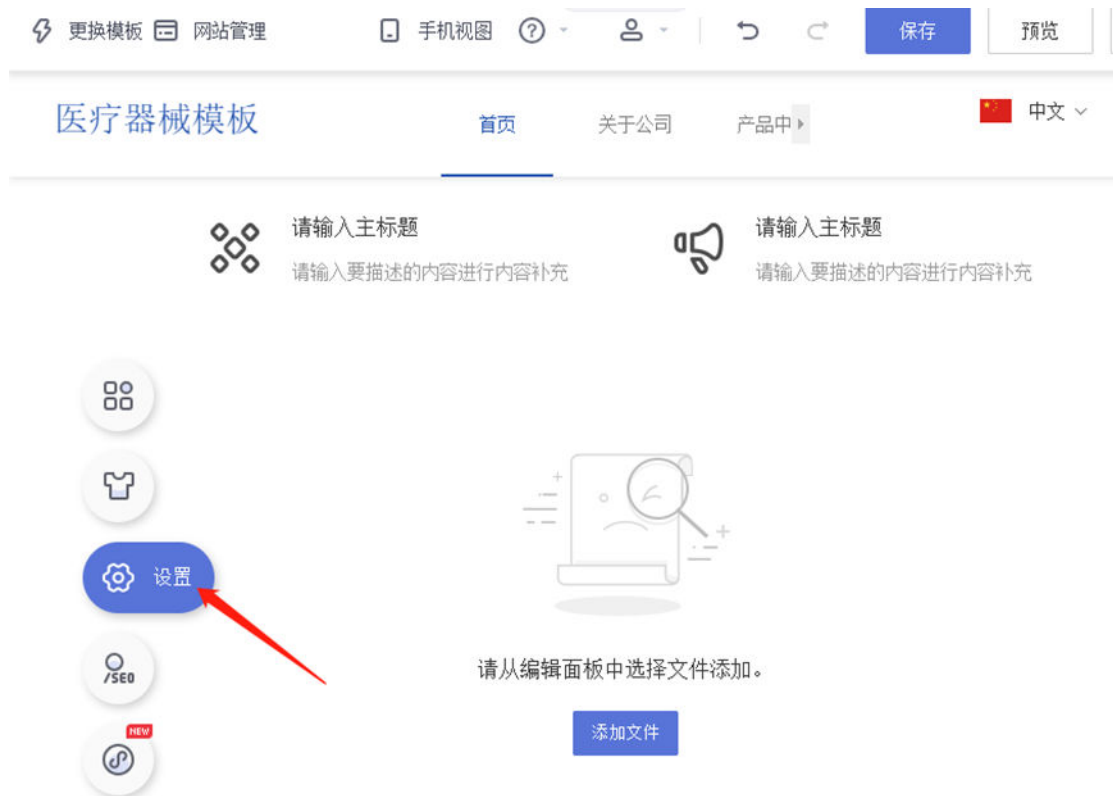 更换模板 网站管理 手机视图 保存 预览
医疗器械模板 首页 关于公司 产品中 中文
请输入主标题 请输入主标题
请输入要描述的内容进行内容补充 请输入要描述的内容进行内容补充
设置
/SEO
请从编辑面板中选择文件添加。
NEW
添加文件